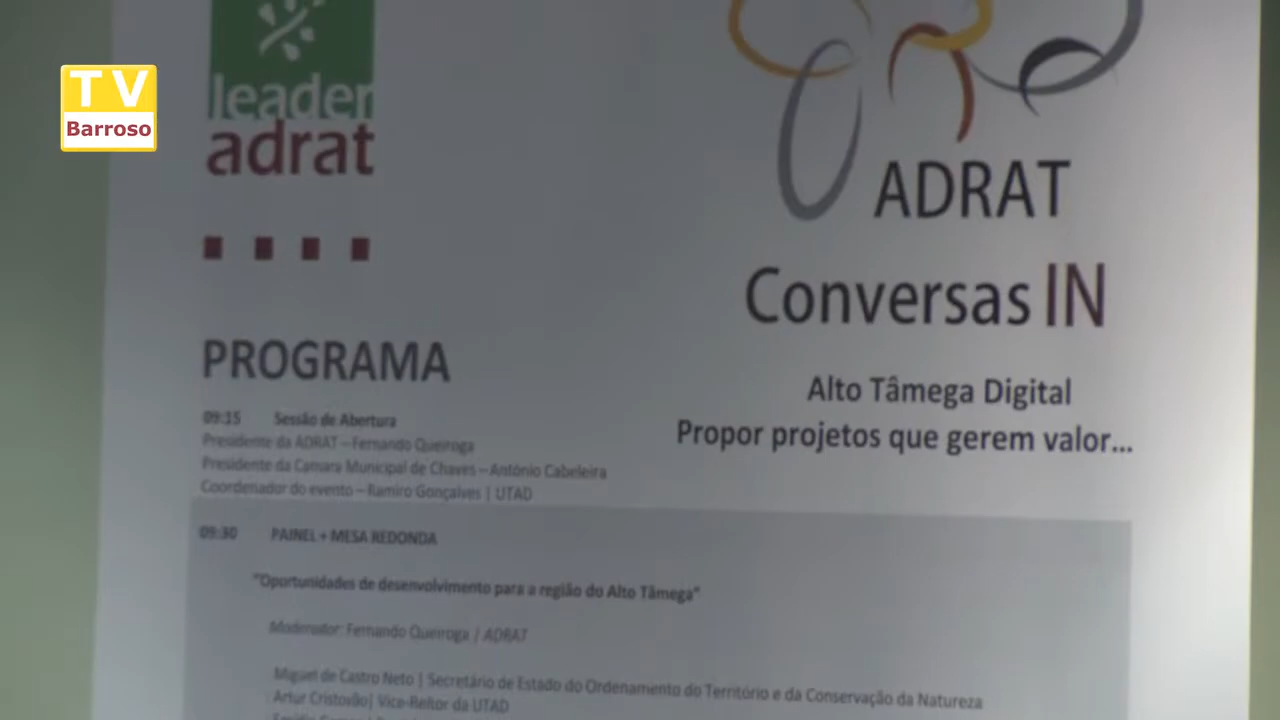 TV
Barroso
leader
adrat
ADRAT
Conversas IN
Alto Tâmega Digital
Propor projetos que gerem valor...
PROGRAMA
09:15 Sessão de Abertura
Presidente da ADRAT – Fernando Queiroga
Presidente da Camara Municipal de Chaves – António Cabeleira
Coordenador do evento – Ramiro Gonçalves | UTAD
09:30 PAINEL + MESA REDONDA
"Oportunidades de desenvolvimento para a região do Alto Tâmega"
Moderador: Fernando Queiroga / ADRAT
Miguel de Castro Neto | Secretário de Estado do Ordenamento do Território e da Conservação da Natureza
Artur Cristovão| Vice-Reitor da UTAD